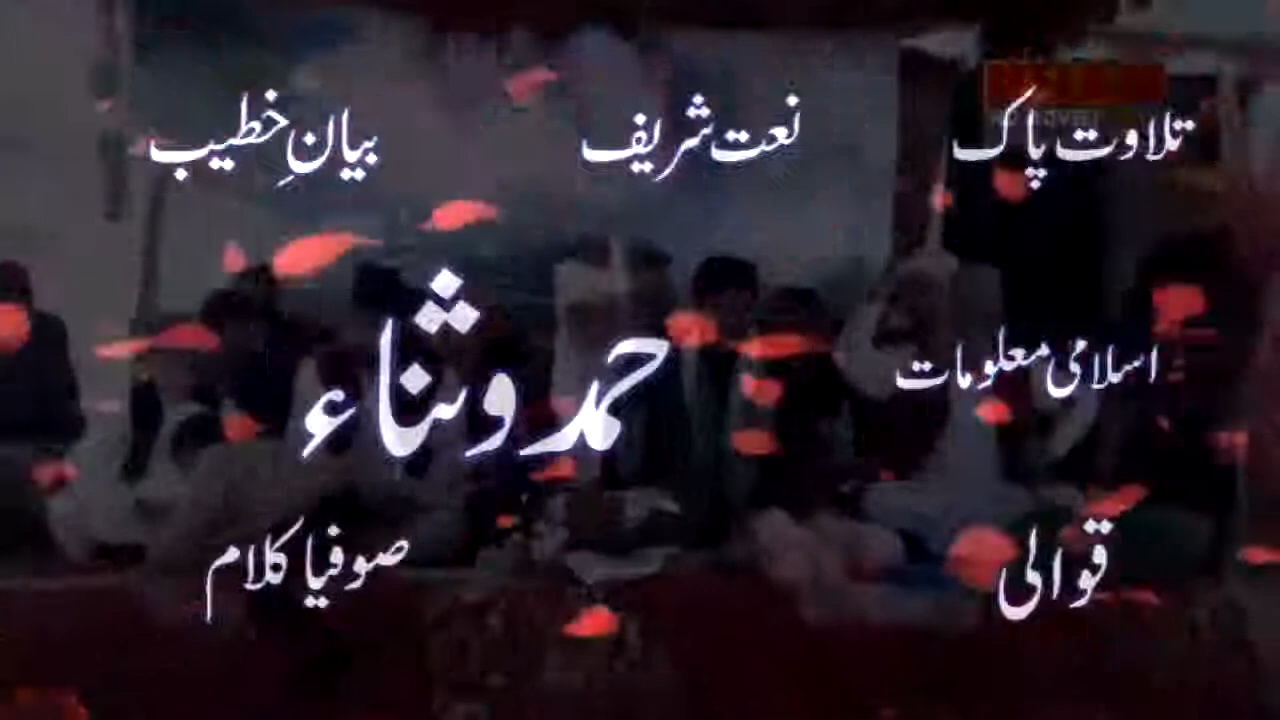 تلاوت پاک
نعت شریف
بیانِ خطیب
حمد و ثناء
اسلامی معلومات
قوالی
صوفیا کلام